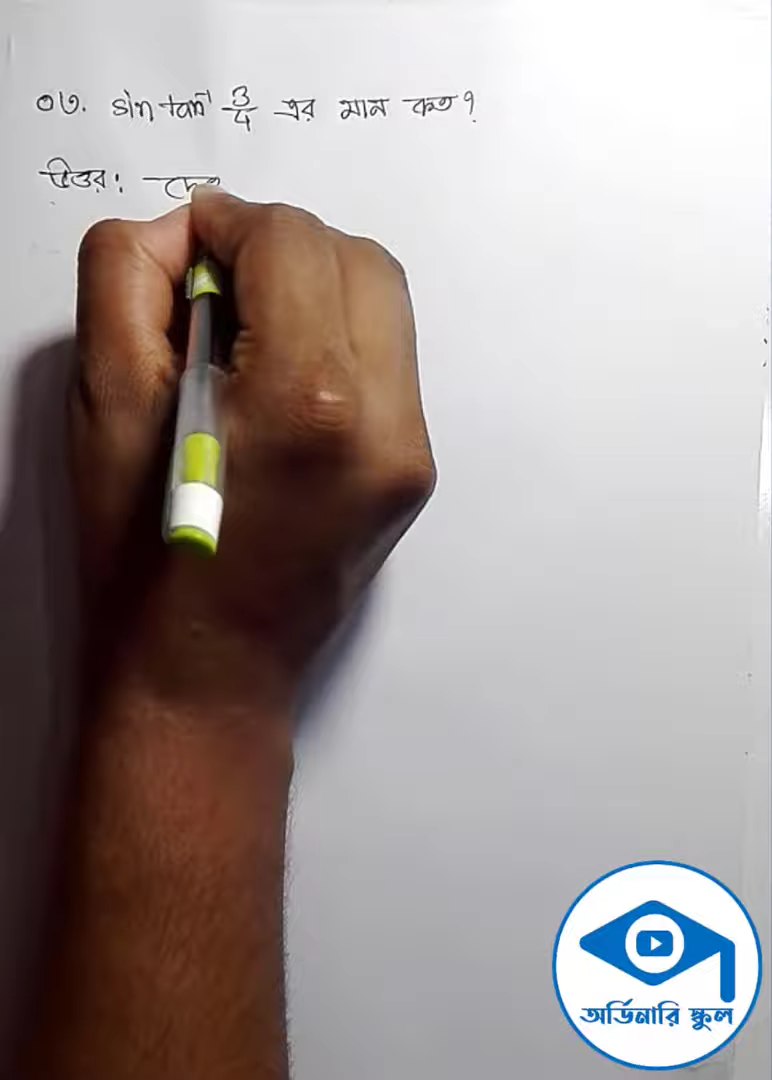 ০৩. sin tan⁻¹ 3/4 এর মান কত?
উত্তর:
অর্ডিনারি স্কুল